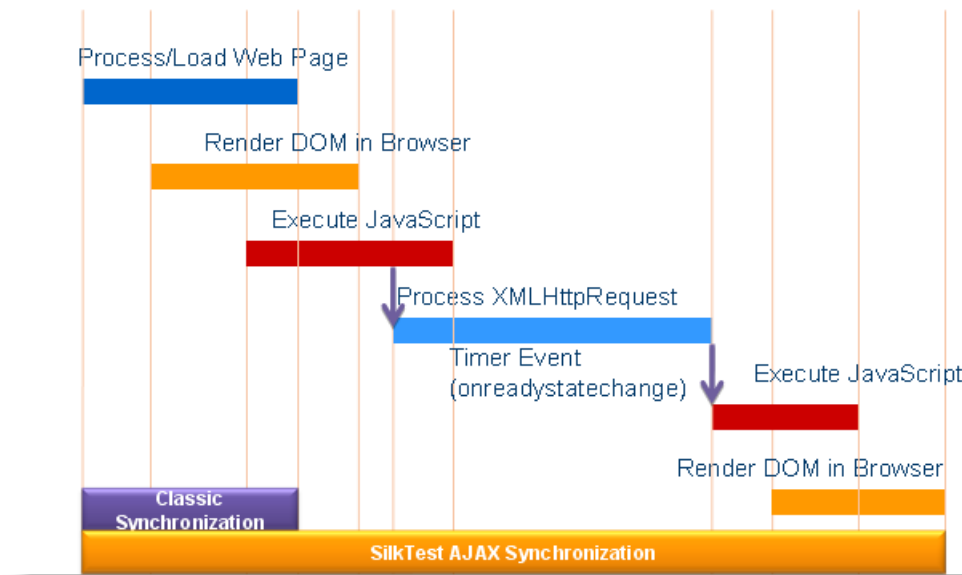 Process/Load Web Page
Render DOM in Browser
Execute JavaScript
Process XMLHttpRequest
Timer Event
(onreadystatechange)
Execute JavaScript
Render DOM in Browser
Classic
Synchronization
SilkTest AJAX Synchronization